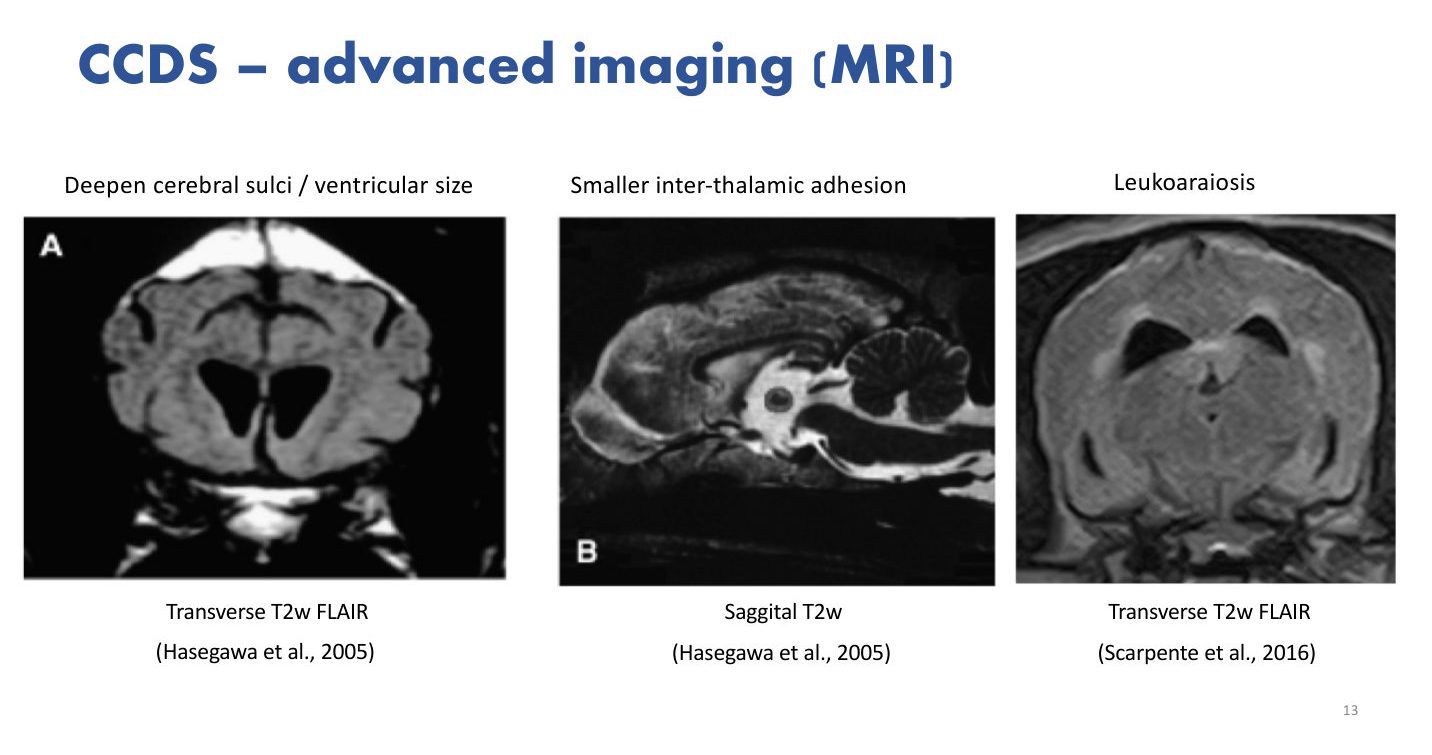 CCDS – advanced imaging (MRI)
Deepen cerebral sulci / ventricular size
Smaller inter-thalamic adhesion
Leukoaraiosis
A
B
Transverse T2w FLAIR
(Hasegawa et al., 2005)
Saggital T2w
(Hasegawa et al., 2005)
Transverse T2w FLAIR
(Scarpente et al., 2016)
13